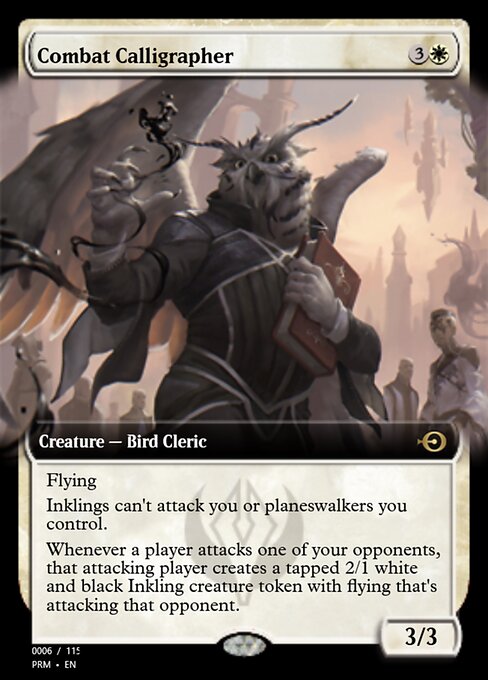 Combat Calligrapher 3
Creature — Bird Cleric
Flying
Inklings can't attack you or planeswalkers you
control.
Whenever a player attacks one of your opponents,
that attacking player creates a tapped 2/1 white
and black Inkling creature token with flying that's
attacking that opponent.
3/3
0006 / 115
PRM • EN